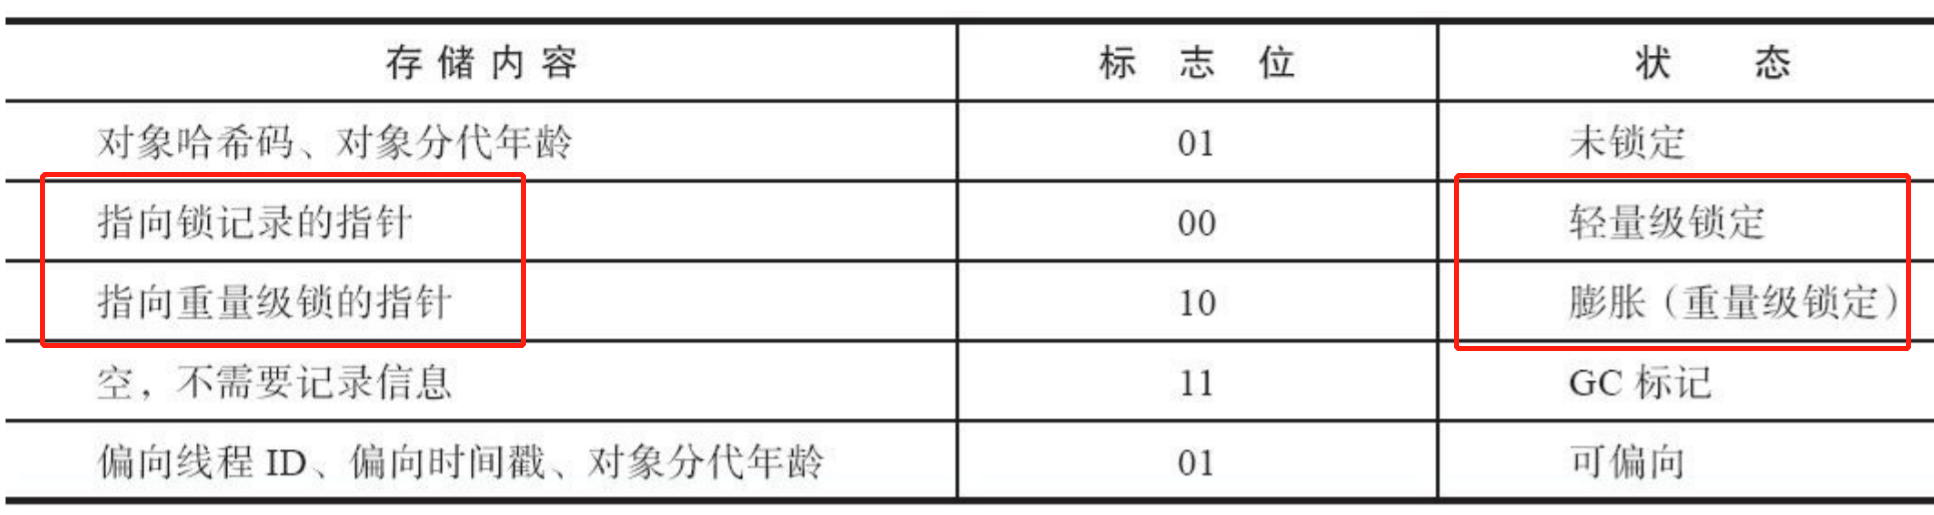 存储内容 标志位 状态
对象哈希码、对象分代年龄 01 未锁定
指向锁记录的指针 00 轻量级锁定
指向重量级锁的指针 10 膨胀（重量级锁定）
空，不需要记录信息 11 GC 标记
偏向线程 ID、偏向时间戳、对象分代年龄 01 可偏向